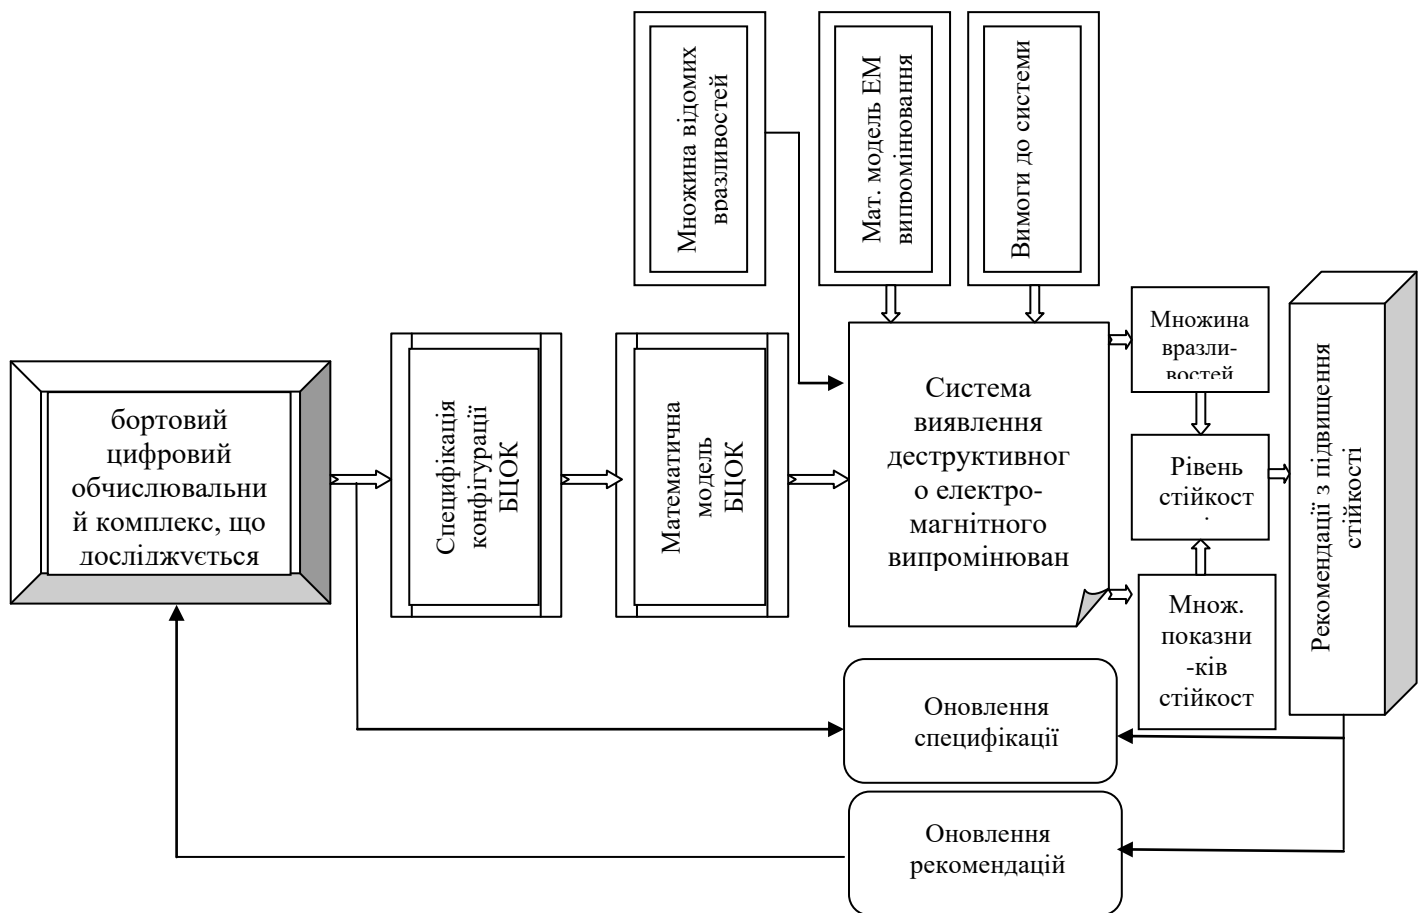 Множина відомих
вразливостей
Мат. модель ЕМ
випромінювання
Вимоги до системи
бортовий
цифровий
обчислювальни
й комплекс, що
досліджується
Специфікація
конфігурації
БЦОК
Математична
модель
БЦОК
Система
виявлення
деструктивног
о електро-
магнітного
випромінюван
Множина
вразли-
востей
Рівень
стійкост
Множ.
показни
-ків
стійкост
Рекомендації з підвищення
стійкості
Оновлення
специфікації
Оновлення
рекомендацій